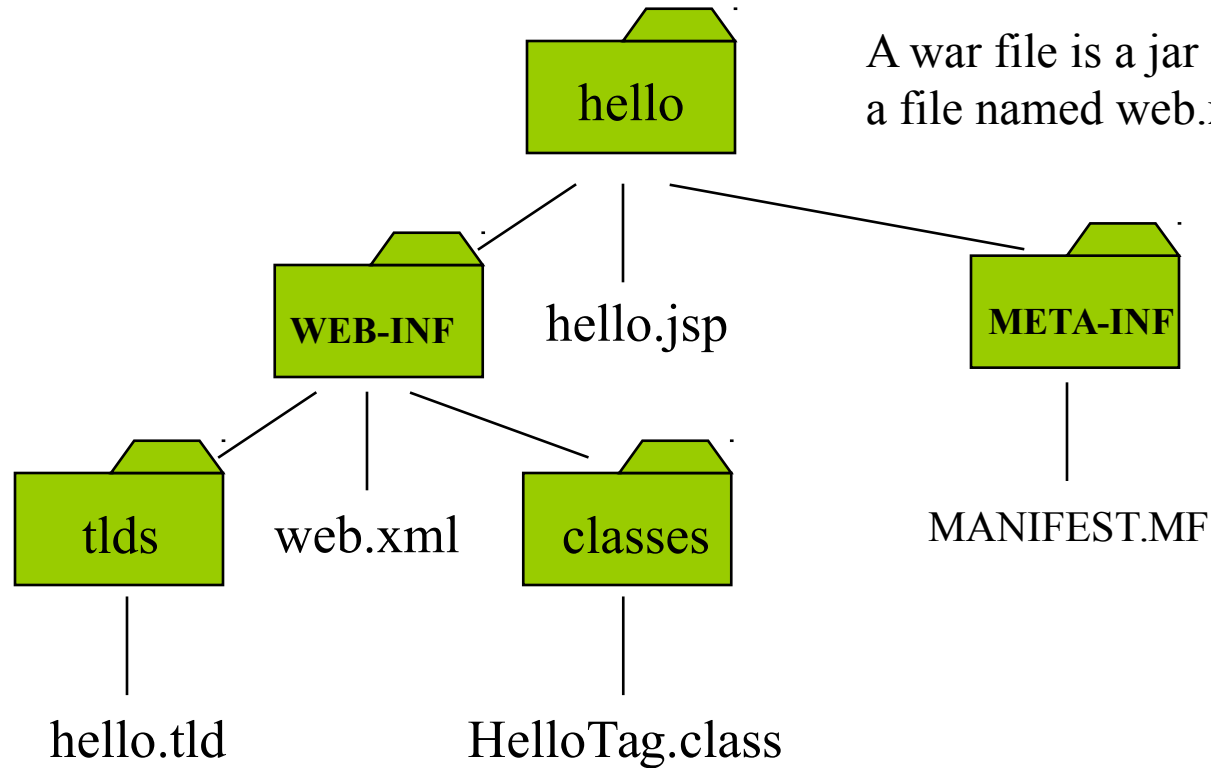 hello
A war file is a jar
a file named web.
WEB-INF
hello.jsp
META-INF
tlds
web.xml
classes
MANIFEST.MF
hello.tld
HelloTag.class